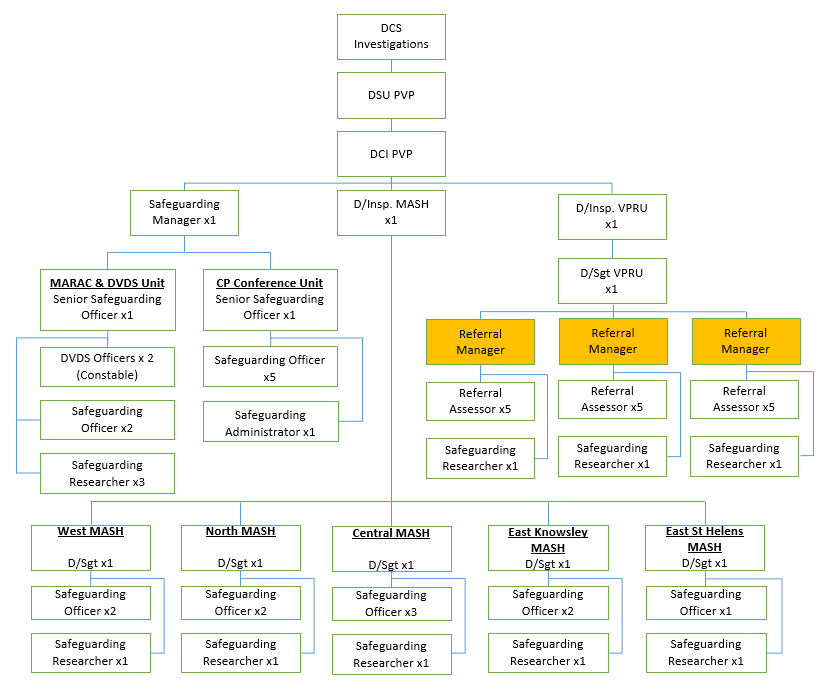 DCS
Investigations
DSU PVP
DCI PVP
Safeguarding
Manager x1
D/Insp. MASH
x1
D/Insp. VPRU
x1
D/Sgt VPRU
x1
MARAC & DVDS Unit
Senior Safeguarding
Officer x1
DVDS Officers x 2
(Constable)
Safeguarding
Officer x2
Safeguarding
Researcher x3
CP Conference Unit
Senior Safeguarding
Officer x1
Safeguarding Officer
x5
Safeguarding
Administrator x1
Referral
Manager
Referral
Assessor x5
Safeguarding
Researcher x1
Referral
Manager
Referral
Assessor x5
Safeguarding
Researcher x1
Referral
Manager
Referral
Assessor x5
Safeguarding
Researcher x1
West MASH
D/Sgt x1
Safeguarding
Officer x2
Safeguarding
Researcher x1
North MASH
D/Sgt x1
Safeguarding
Officer x2
Safeguarding
Researcher x1
Central MASH
D/Sgt x1
Safeguarding
Officer x3
Safeguarding
Researcher x1
East Knowsley
MASH
D/Sgt x1
Safeguarding
Officer x2
Safeguarding
Researcher x1
East St Helens
MASH
D/Sgt x1
Safeguarding
Officer x1
Safeguarding
Researcher x1